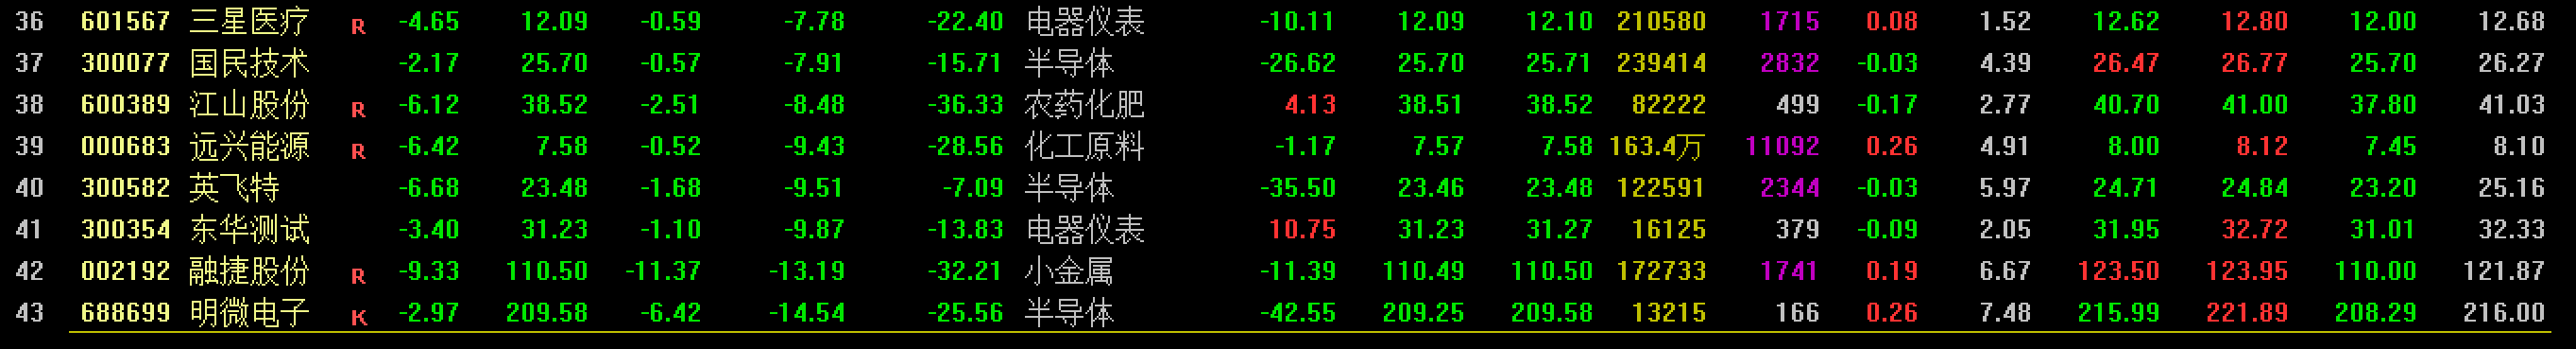 36 601567 三星医疗 R -4.65 12.09 -0.59 -7.78 -22.40 电器仪表 -10.11 12.09 12.10 210580 1715 0.08 1.52 12.62 12.80 12.00 12.68
37 300077 国民技术 -2.17 25.70 -0.57 -7.91 -15.71 半导体 -26.62 25.70 25.71 239414 2832 -0.03 4.39 26.47 26.77 25.70 26.27
38 600389 江山股份 R -6.12 38.52 -2.51 -8.48 -36.33 农药化肥 4.13 38.51 38.52 82222 499 -0.17 2.77 40.70 41.00 37.80 41.03
39 000683 远兴能源 R -6.42 7.58 -0.52 -9.43 -28.56 化工原料 -1.17 7.57 7.58 163.4万 11092 0.26 4.91 8.00 8.12 7.45 8.10
40 300582 英飞特 -6.68 23.48 -1.68 -9.51 -7.09 半导体 -35.50 23.46 23.48 122591 2344 -0.03 5.97 24.71 24.84 23.20 25.16
41 300354 东华测试 -3.40 31.23 -1.10 -9.87 -13.83 电器仪表 10.75 31.23 31.27 16125 379 -0.09 2.05 31.95 32.72 31.01 32.33
42 002192 融捷股份 R -9.33 110.50 -11.37 -13.19 -32.21 小金属 -11.39 110.49 110.50 172733 1741 0.19 6.67 123.50 123.95 110.00 121.87
43 688699 明微电子 K -2.97 209.58 -6.42 -14.54 -25.56 半导体 -42.55 209.25 209.58 13215 166 0.26 7.48 215.99 221.89 208.29 216.00